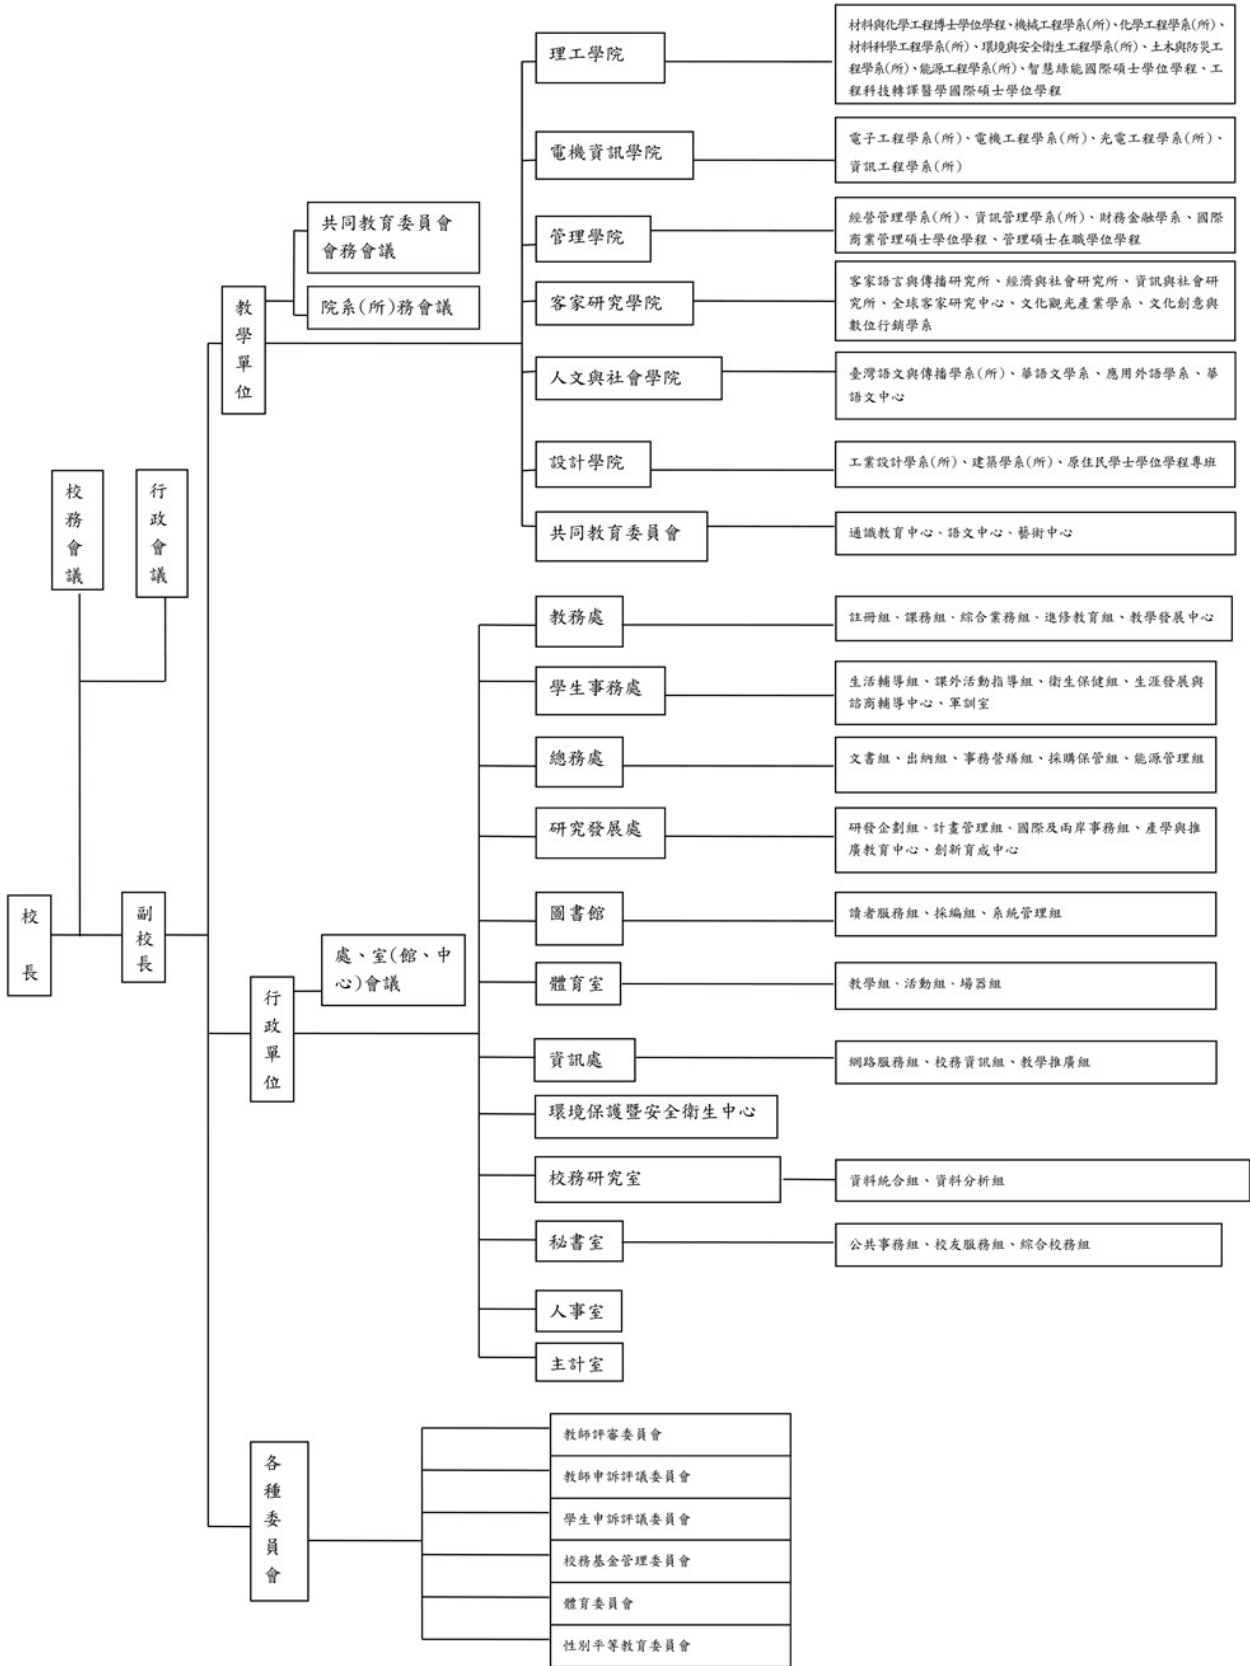 校長
副校長
校務會議
行政會議
教學單位
共同教育委員會
會務會議
院系(所)務會議
理工學院
材料與化學工程博士學位學程、機械工程學系(所)、化學工程學系(所)、
材料科學工程學系(所)、環境與安全衛生工程學系(所)、土木與防災工
程學系(所)、能源工程學系(所)、智慧綠能國際碩士學位學程、工
程科技轉譯醫學國際碩士學位學程
電機資訊學院
電子工程學系(所)、電機工程學系(所)、光電工程學系(所)、
資訊工程學系(所)
管理學院
經營管理學系(所)、資訊管理學系(所)、財務金融學系、國際
商業管理碩士學位學程、管理碩士在職學位學程
客家研究學院
客家語言與傳播研究所、經濟與社會研究所、資訊與社會研
究所、全球客家研究中心、文化觀光產業學系、文化創意與
數位行銷學系
人文與社會學院
臺灣語文與傳播學系(所)、華語文學系、應用外語學系、華
語文中心
設計學院
工業設計學系(所)、建築學系(所)、原住民學士學位學程專班
共同教育委員會
通識教育中心、語文中心、藝術中心
行政單位
處、室(館、中
心)會議
教務處
註冊組、課務組、綜合業務組、進修教育組、教學發展中心
學生事務處
生活輔導組、課外活動指導組、衛生保健組、生涯發展與
諮商輔導中心、軍訓室
總務處
文書組、出納組、事務營繕組、採購保管組、能源管理組
研究發展處
研發企劃組、計畫管理組、國際及兩岸事務組、產學與推
廣教育中心、創新育成中心
圖書館
讀者服務組、採編組、系統管理組
體育室
教學組、活動組、場器組
資訊處
網路服務組、校務資訊組、教學推廣組
環境保護暨安全衛生中心
校務研究室
資料統合組、資料分析組
秘書室
公共事務組、校友服務組、綜合校務組
人事室
主計室
各種委員會
教師評審委員會
教師申訴評議委員會
學生申訴評議委員會
校務基金管理委員會
體育委員會
性別平等教育委員會